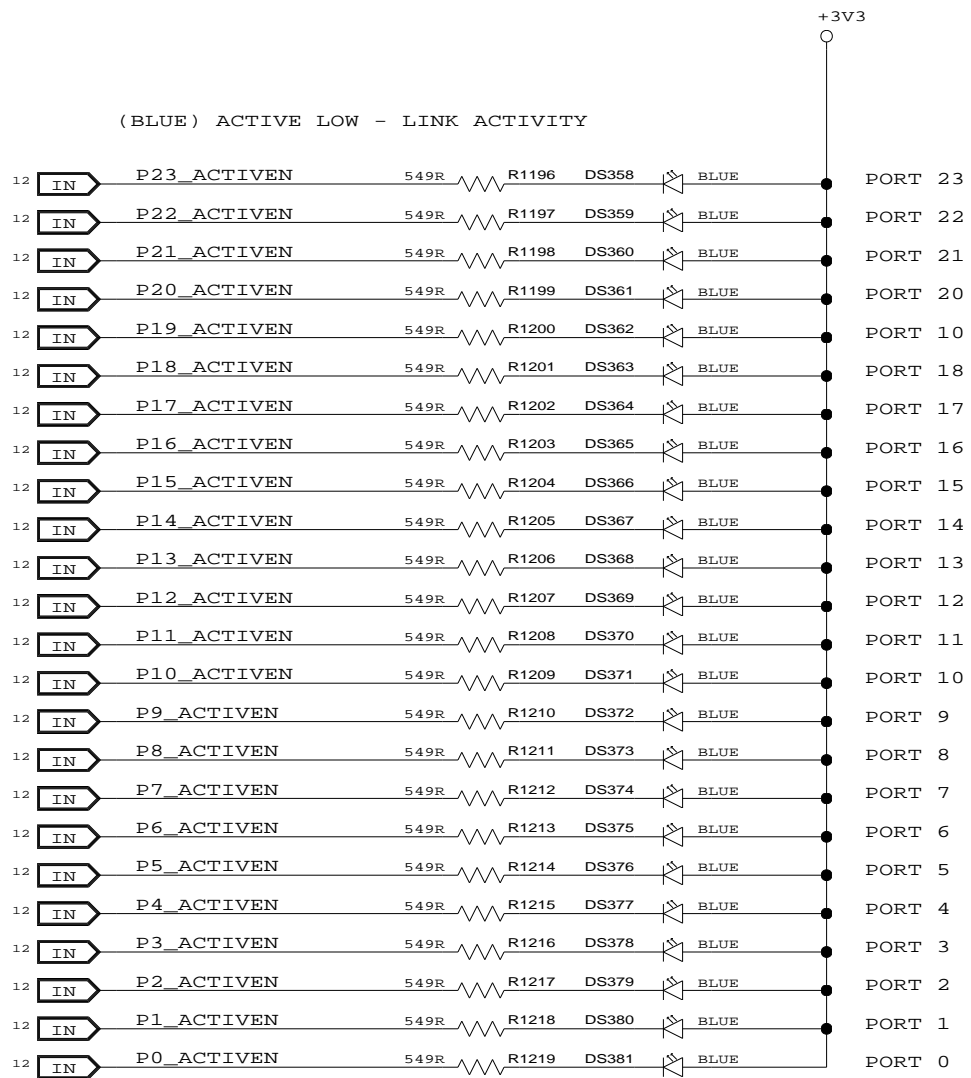 +3V3
(BLUE) ACTIVE LOW - LINK ACTIVITY
12 IN P23_ACTIVEN 549R R1196 DS358 BLUE PORT 23
12 IN P22_ACTIVEN 549R R1197 DS359 BLUE PORT 22
12 IN P21_ACTIVEN 549R R1198 DS360 BLUE PORT 21
12 IN P20_ACTIVEN 549R R1199 DS361 BLUE PORT 20
12 IN P19_ACTIVEN 549R R1200 DS362 BLUE PORT 10
12 IN P18_ACTIVEN 549R R1201 DS363 BLUE PORT 18
12 IN P17_ACTIVEN 549R R1202 DS364 BLUE PORT 17
12 IN P16_ACTIVEN 549R R1203 DS365 BLUE PORT 16
12 IN P15_ACTIVEN 549R R1204 DS366 BLUE PORT 15
12 IN P14_ACTIVEN 549R R1205 DS367 BLUE PORT 14
12 IN P13_ACTIVEN 549R R1206 DS368 BLUE PORT 13
12 IN P12_ACTIVEN 549R R1207 DS369 BLUE PORT 12
12 IN P11_ACTIVEN 549R R1208 DS370 BLUE PORT 11
12 IN P10_ACTIVEN 549R R1209 DS371 BLUE PORT 10
12 IN P9_ACTIVEN 549R R1210 DS372 BLUE PORT 9
12 IN P8_ACTIVEN 549R R1211 DS373 BLUE PORT 8
12 IN P7_ACTIVEN 549R R1212 DS374 BLUE PORT 7
12 IN P6_ACTIVEN 549R R1213 DS375 BLUE PORT 6
12 IN P5_ACTIVEN 549R R1214 DS376 BLUE PORT 5
12 IN P4_ACTIVEN 549R R1215 DS377 BLUE PORT 4
12 IN P3_ACTIVEN 549R R1216 DS378 BLUE PORT 3
12 IN P2_ACTIVEN 549R R1217 DS379 BLUE PORT 2
12 IN P1_ACTIVEN 549R R1218 DS380 BLUE PORT 1
12 IN P0_ACTIVEN 549R R1219 DS381 BLUE PORT 0